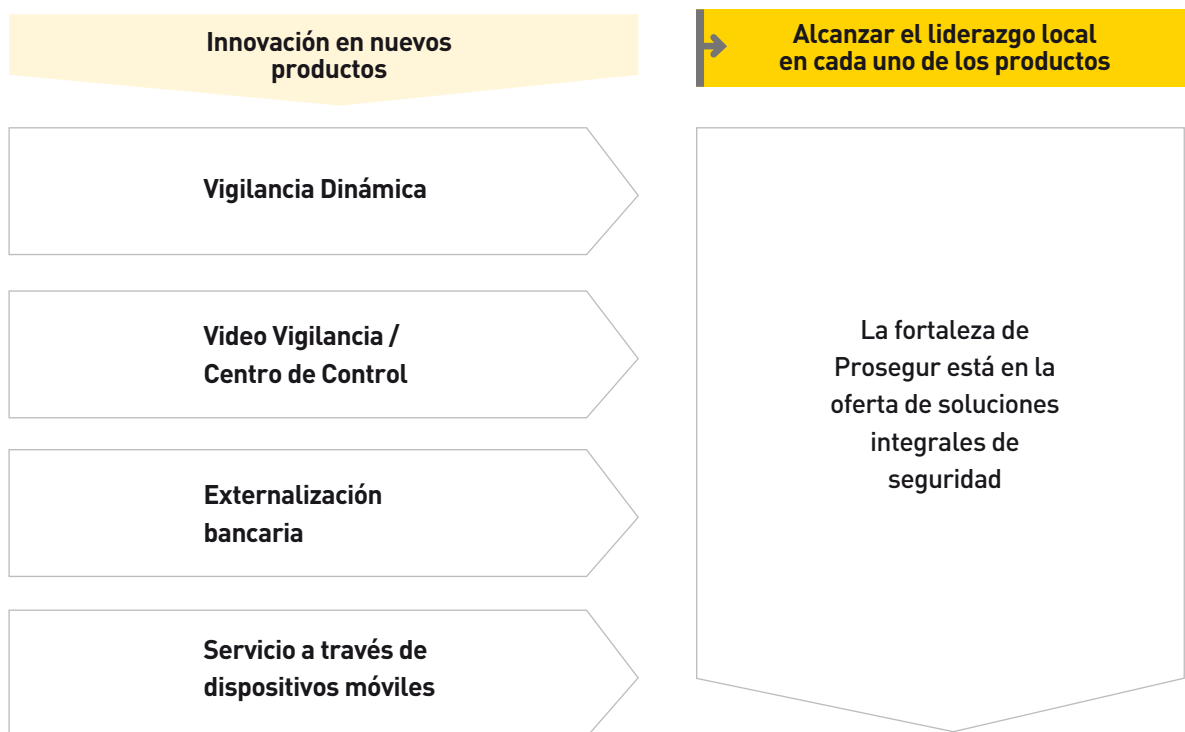 Innovación en nuevos
productos
Vigilancia Dinámica
Video Vigilancia /
Centro de Control
Externalización
bancaria
Servicio a través de
dispositivos móviles
Alcanzar el liderazgo local
en cada uno de los productos
La fortaleza de
Prosegur está en la
oferta de soluciones
integrales de
seguridad